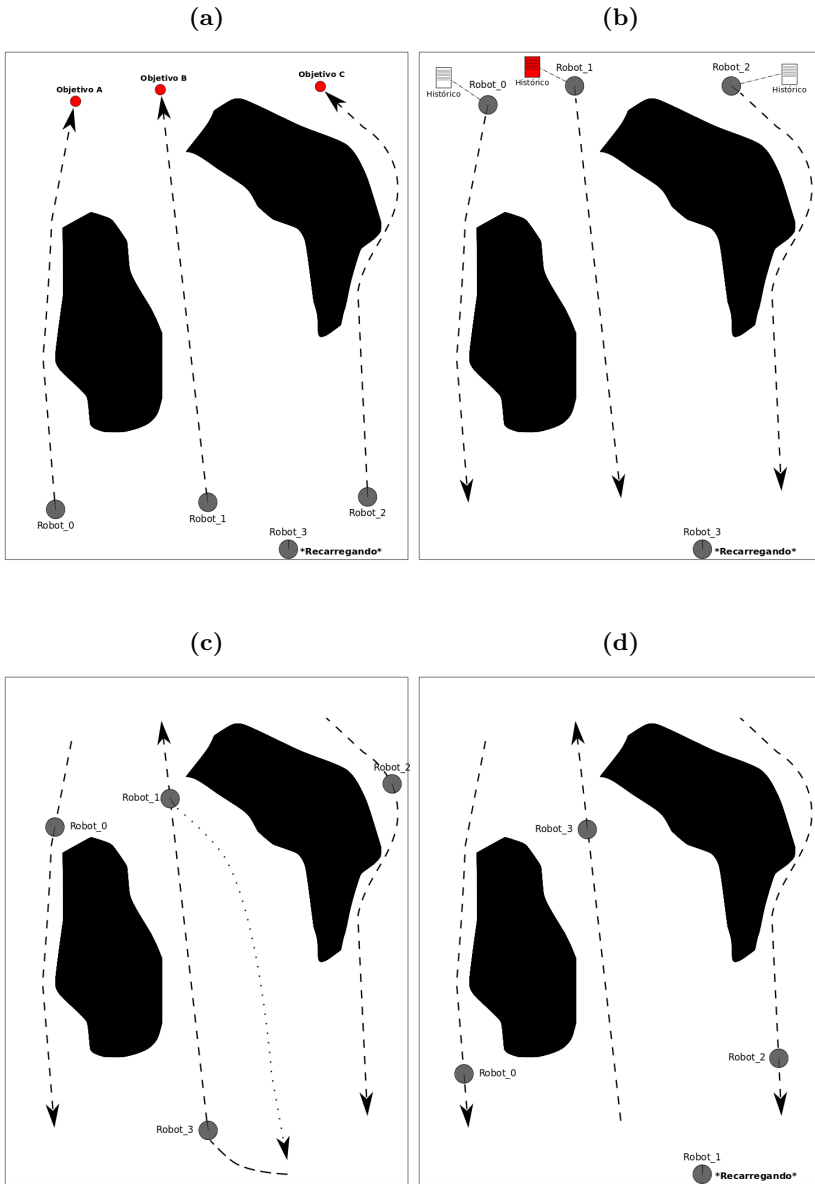 (a)
Objetivo A
Objetivo B
Objetivo C
Robot_0
Robot_1
Robot_2
Robot_3
*Recarregando*
(b)
Histórico
Robot_0
Histórico
Robot_1
Robot_2
Histórico
Robot_3
*Recarregando*
(c)
Robot_2
Robot_1
Robot_0
Robot_3
(d)
Robot_3
Robot_2
Robot_0
Robot_1
*Recarregando*